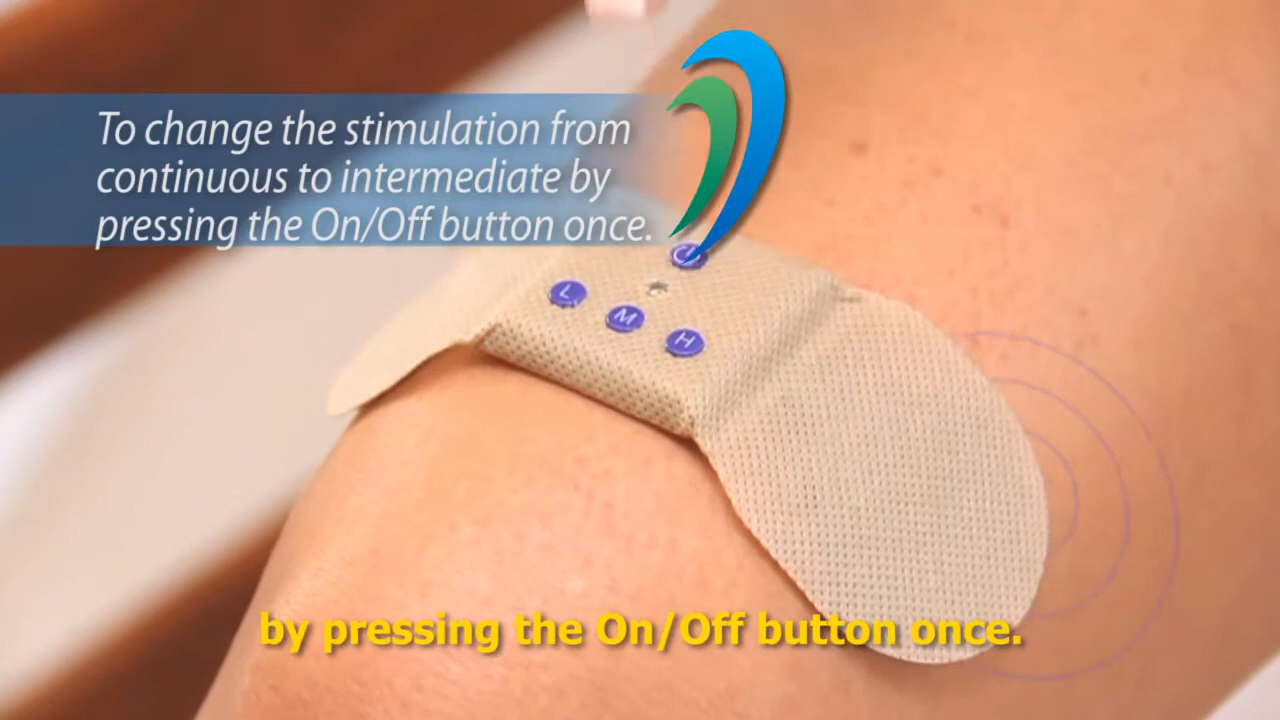 To change the stimulation from
continuous to intermediate by
pressing the On/Off button once.
L
M
H
by pressing the On/Off button once.